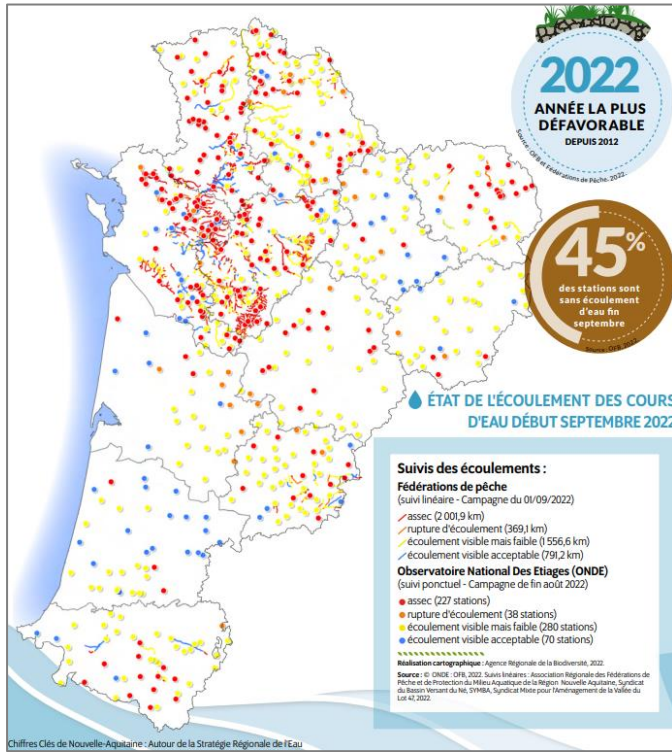 2022
ANNÉE LA PLUS
DÉFAVORABLE
DEPUIS 2012
Source : OFB et Fédérations de Pêche, 2022.
45%
des stations sont
sans écoulement
d'eau fin
septembre
Source : OFB, 2022
ÉTAT DE L'ÉCOULEMENT DES COURS
D'EAU DÉBUT SEPTEMBRE 2022
Suivis des écoulements :
Fédérations de pêche
(suivi linéaire - Campagne du 01/09/2022)
assec (2 001,9 km)
rupture d'écoulement (369,1 km)
écoulement visible mais faible (1 556,6 km)
écoulement visible acceptable (791,2 km)
Observatoire National Des Etiages (ONDE)
(suivi ponctuel - Campagne de fin août 2022)
assec (227 stations)
rupture d'écoulement (38 stations)
écoulement visible mais faible (280 stations)
écoulement visible acceptable (70 stations)
Réalisation cartographique : Agence Régionale de la Biodiversité, 2022.
Source : © ONDE : OFB, 2022. Suivis linéaires : Association Régionale des Fédérations de
Pêche et de Protection du Milieu Aquatique de la Région Nouvelle Aquitaine, Syndicat
du Bassin Versant du Né, SYMBA, Syndicat Mixte pour l'Aménagement de la Vallée du
Lot 47, 2022.
Chiffres Clés de Nouvelle-Aquitaine : Autour de la Stratégie Régionale de l'Eau